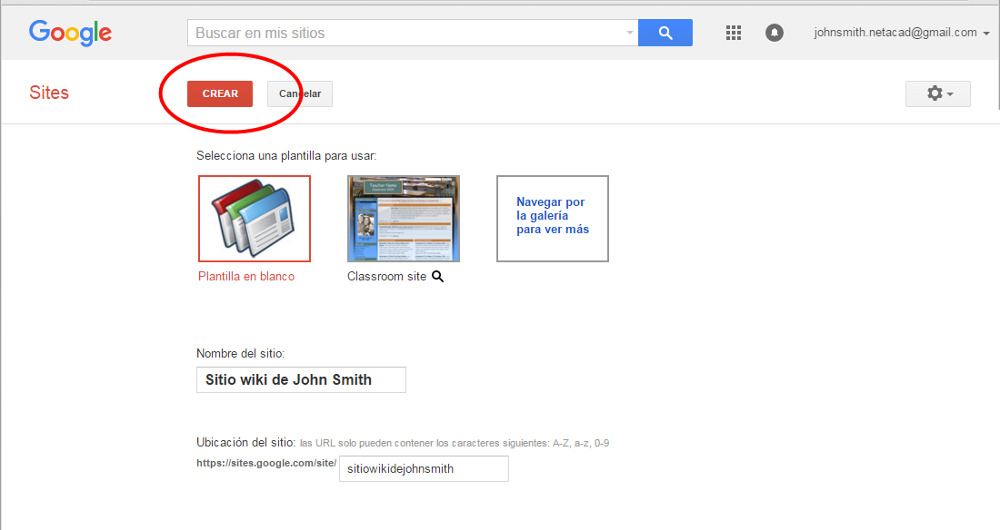 Google
Buscar en mis sitios
johnsmith.netacad@gmail.com
Sites
CREAR
Cancelar
Selecciona una plantilla para usar:
Teacher Name
Navegar por
la galería
para ver más
Plantilla en blanco
Classroom site
Nombre del sitio:
Sitio wiki de John Smith
Ubicación del sitio: las URL solo pueden contener los caracteres siguientes: A-Z, a-z, 0-9
https://sites.google.com/site/ sitiowikidejohnsmith